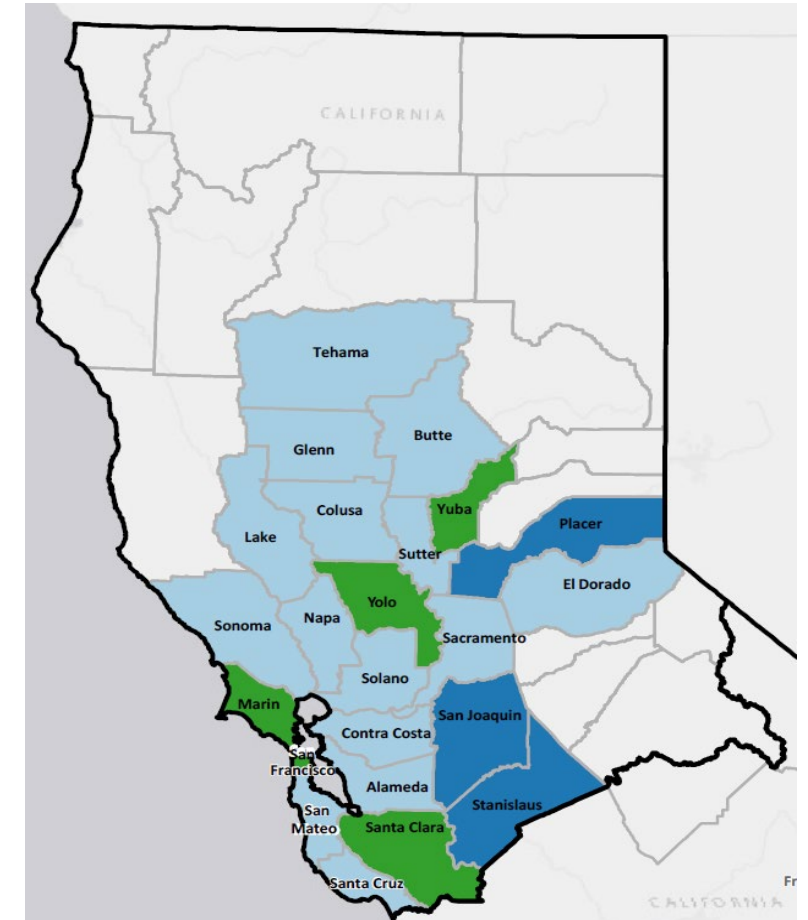 CALIFORNIA
Tehama
Butte
Glenn
Yuba
Colusa
Placer
Lake
Sutter
El Dorado
Yolo
Napa
Sonoma
Sacramento
Solano
Marin
San Joaquin
Contra Costa
San
Francisco
Alameda
Stanislaus
San
Mateo
Santa Clara
Santa Cruz
Fr
CALIFORNIA